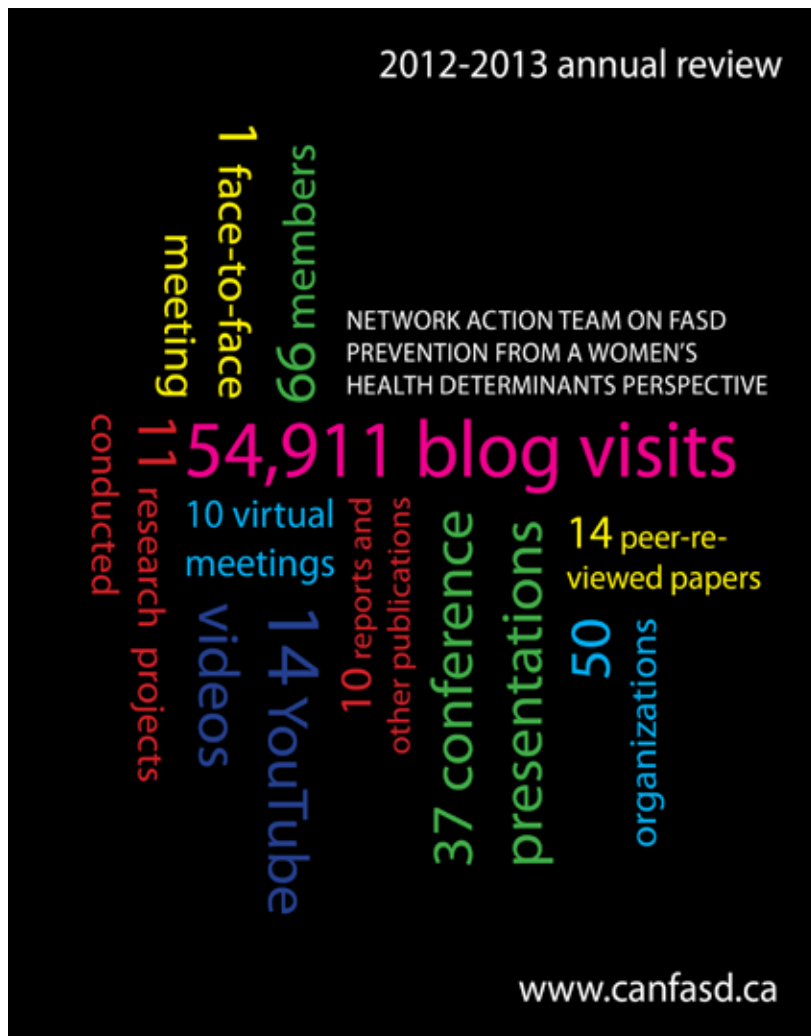 2012-2013 annual review
1 face-to-face
meeting
66 members
NETWORK ACTION TEAM ON FASD
PREVENTION FROM A WOMEN'S
HEALTH DETERMINANTS PERSPECTIVE
54,911 blog visits
11 research projects
conducted
10 virtual
meetings
14 YouTube
videos
10 reports and
other publications
37 conference
presentations
14 peer-re-
viewed papers
50
organizations
www.canfasd.ca